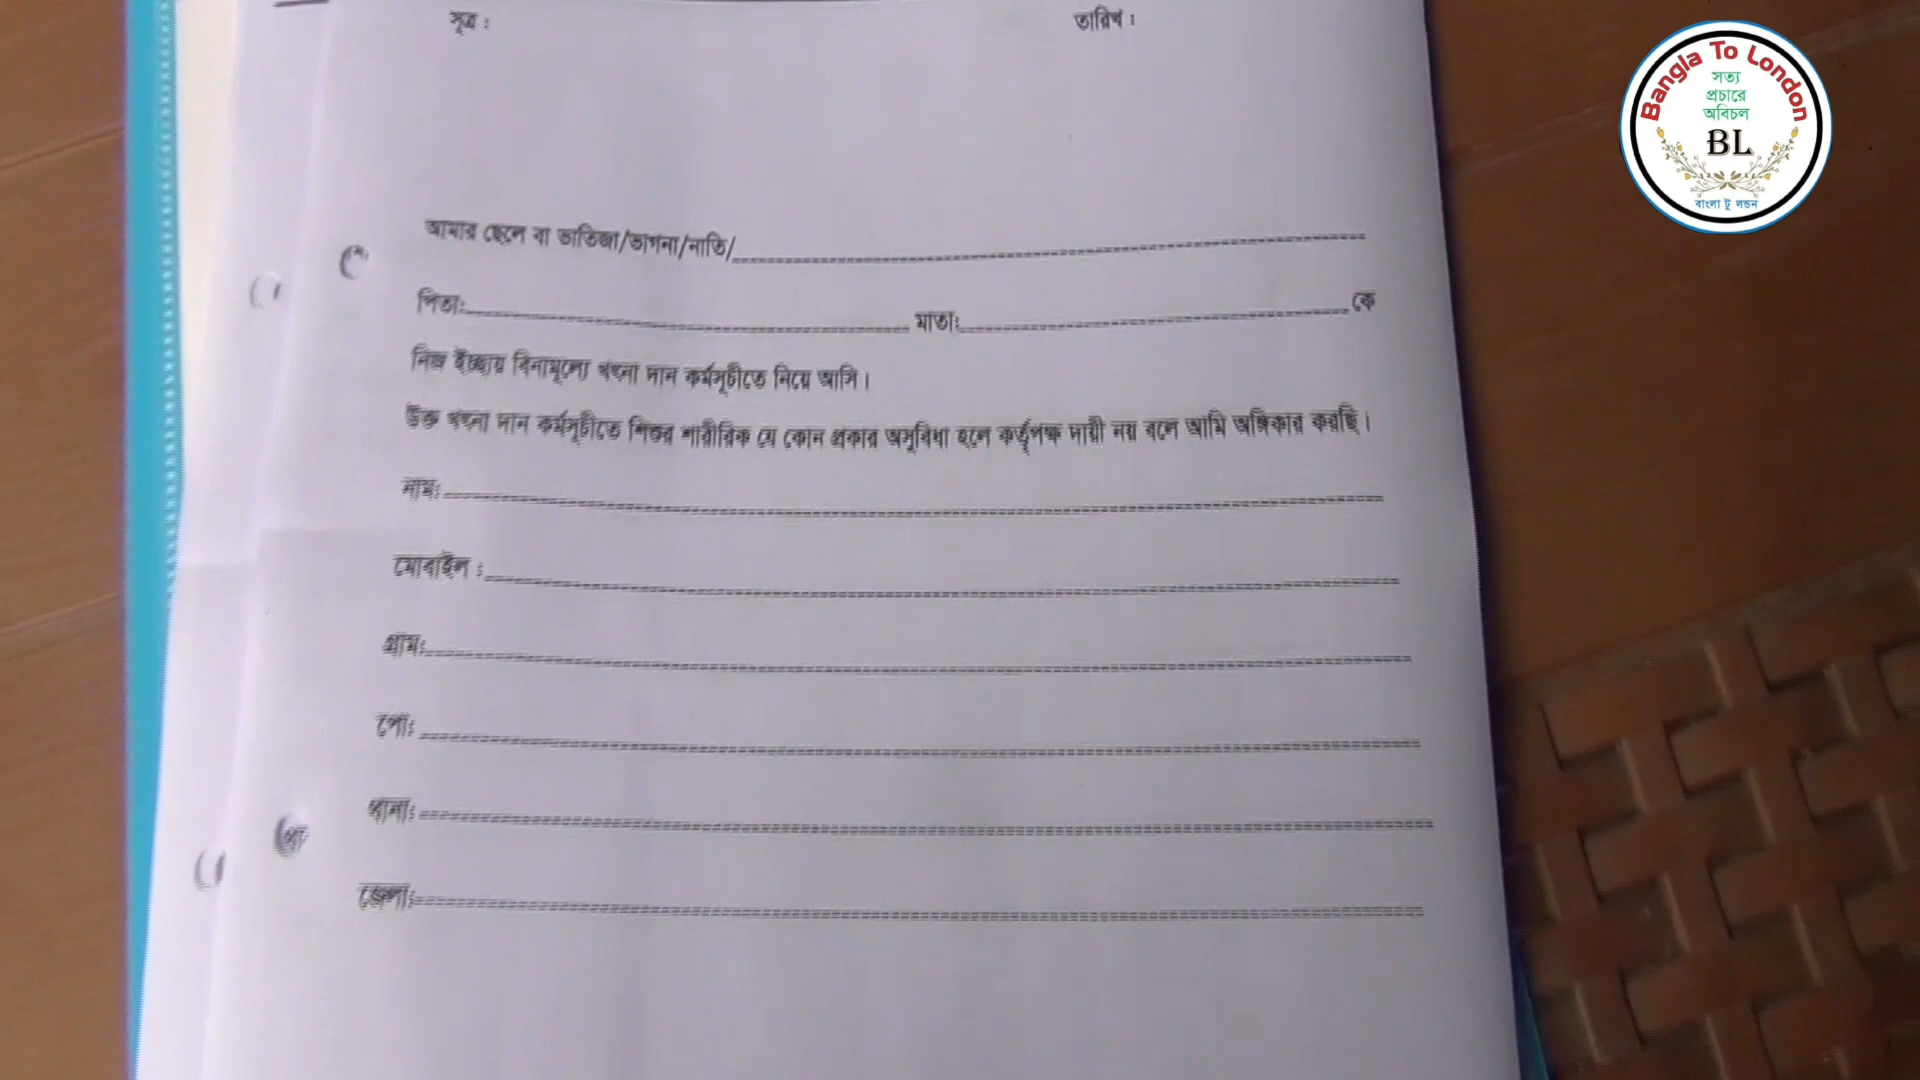 সূত্র : তারিখ :
আমার ছেলে বা ভাতিজা/ভাগনা/নাতি/
পিতাঃ মাতাঃ কে
নিজ ইচ্ছায় বিনামূল্যে খৎনা দান কর্মসূচীতে নিয়ে আসি।
উক্ত খৎনা দান কর্মসূচীতে শিশুর শারীরিক যে কোন প্রকার অসুবিধা হলে কর্তৃপক্ষ দায়ী নয় বলে আমি অঙ্গিকার করছি।
নামঃ
মোবাইল :
গ্রামঃ
পোঃ
থানাঃ
জেলাঃ
Bangla To London
সত্য
প্রচারে
অবিচল
BL
বাংলা টু লন্ডন